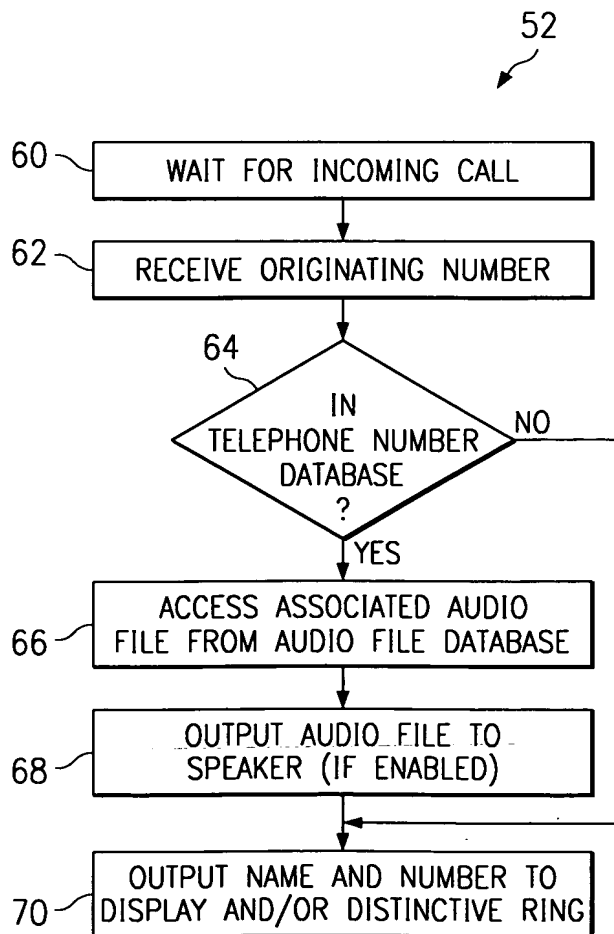 52
60
WAIT FOR INCOMING CALL
62
RECEIVE ORIGINATING NUMBER
64
IN
TELEPHONE NUMBER
DATABASE
?
NO
YES
66
ACCESS ASSOCIATED AUDIO
FILE FROM AUDIO FILE DATABASE
68
OUTPUT AUDIO FILE TO
SPEAKER (IF ENABLED)
70
OUTPUT NAME AND NUMBER TO
DISPLAY AND/OR DISTINCTIVE RING